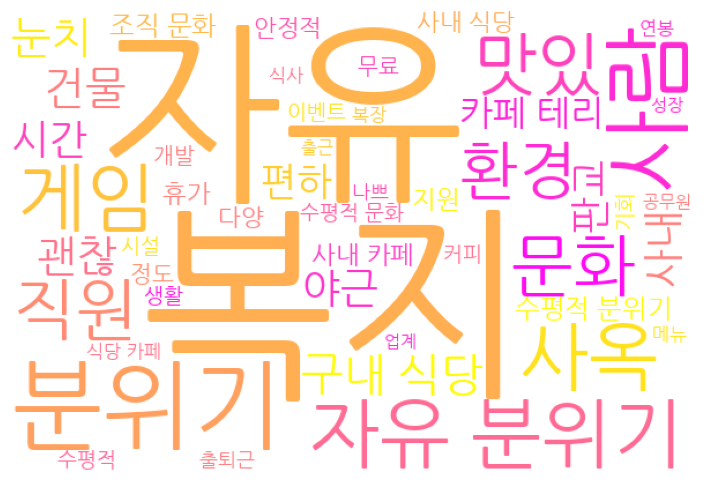 눈치
조직 문화
안정적
사내 식당
연봉
자유
맛있
사람
건물
식사
무료
카페 테리
성장
시간
이벤트
복장
개발
출근
환경
게임
편하
나쁘
지원
판교
기회
공무원
휴가
다양
수평적 문화
사내
괜찮
시설
정도
사내 카페
커피
문화
복지
생활
야근
수평적 분위기
직원
업계
메뉴
식당 카페
구내 식당
사옥
분위기
자유 분위기
수평적
출퇴근